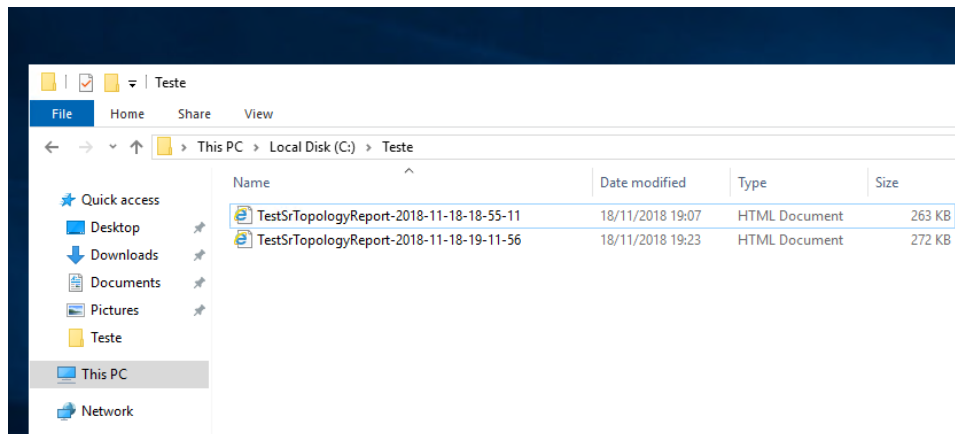 Teste
File Home Share View
This PC Local Disk (C:) Teste
Name Date modified Type Size
Quick access
Desktop
Downloads
Documents
Pictures
Teste
This PC
Network
TestSrTopologyReport-2018-11-18-18-55-11 18/11/2018 19:07 HTML Document 263 KB
TestSrTopologyReport-2018-11-18-19-11-56 18/11/2018 19:23 HTML Document 272 KB